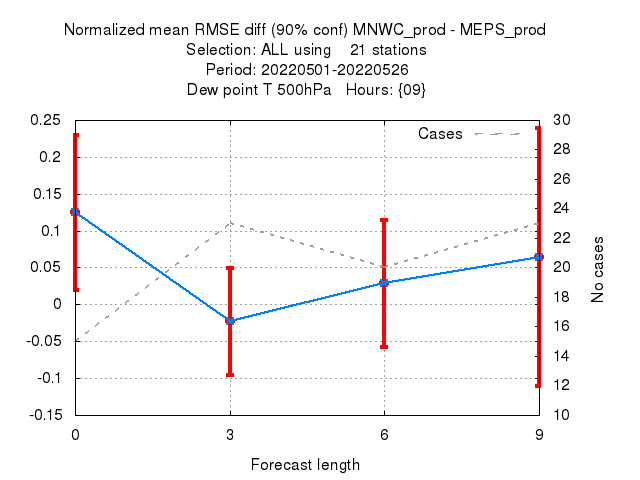 Normalized mean RMSE diff (90% conf) MNWC_prod - MEPS_prod
Selection: ALL using 21 stations
Period: 20220501-20220526
Dew point T 500hPa Hours: {09}
Cases
0.25
0.2
0.15
0.1
0.05
0
-0.05
-0.1
-0.15
30
28
26
24
22
20
18
16
14
12
10
No cases
0 3 6 9
Forecast length